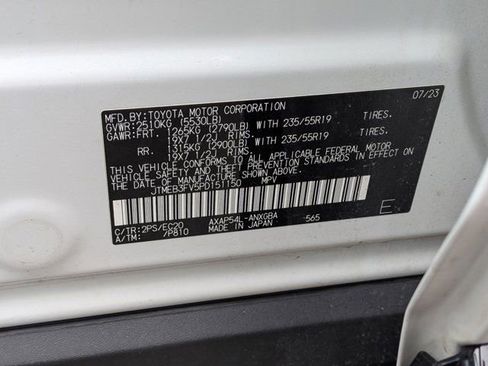 MFD.BY:TOYOTA MOTOR CORPORATION 07/23
GVWR:2510KG (5530LB)
GAWR:FRT. 1265KG (2790LB) WITH 235/55R19 TIRES.
19X7 1/2J RIMS.
RR. 1315KG (2900LB) WITH 235/55R19 TIRES.
19X7 1/2J RIMS.
THIS VEHICLE CONFORMS TO ALL APPLICABLE FEDERAL MOTOR
VEHICLE SAFETY STANDARDS IN EFFECT ON
THE DATE OF MANUFACTURE SHOWN ABOVE.
JTMEB3FV5PD151150 MPV
AXAP54L-ANXGBA -565
C/TR:2PS/EC20 MADE IN JAPAN E
A/TM: /P810